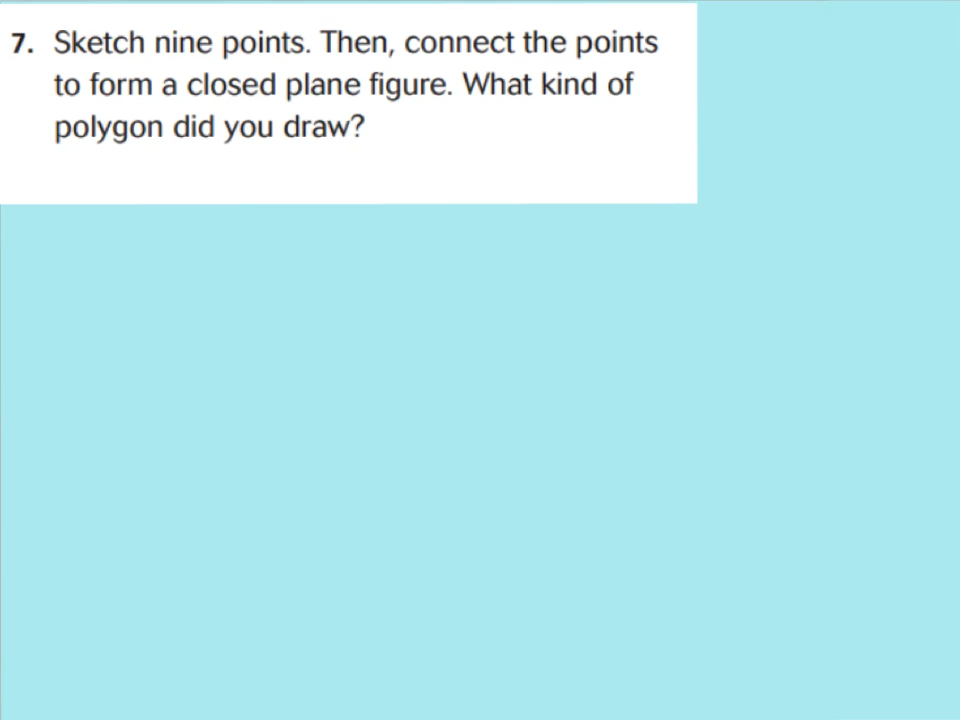 7. Sketch nine points. Then, connect the points
to form a closed plane figure. What kind of
polygon did you draw?